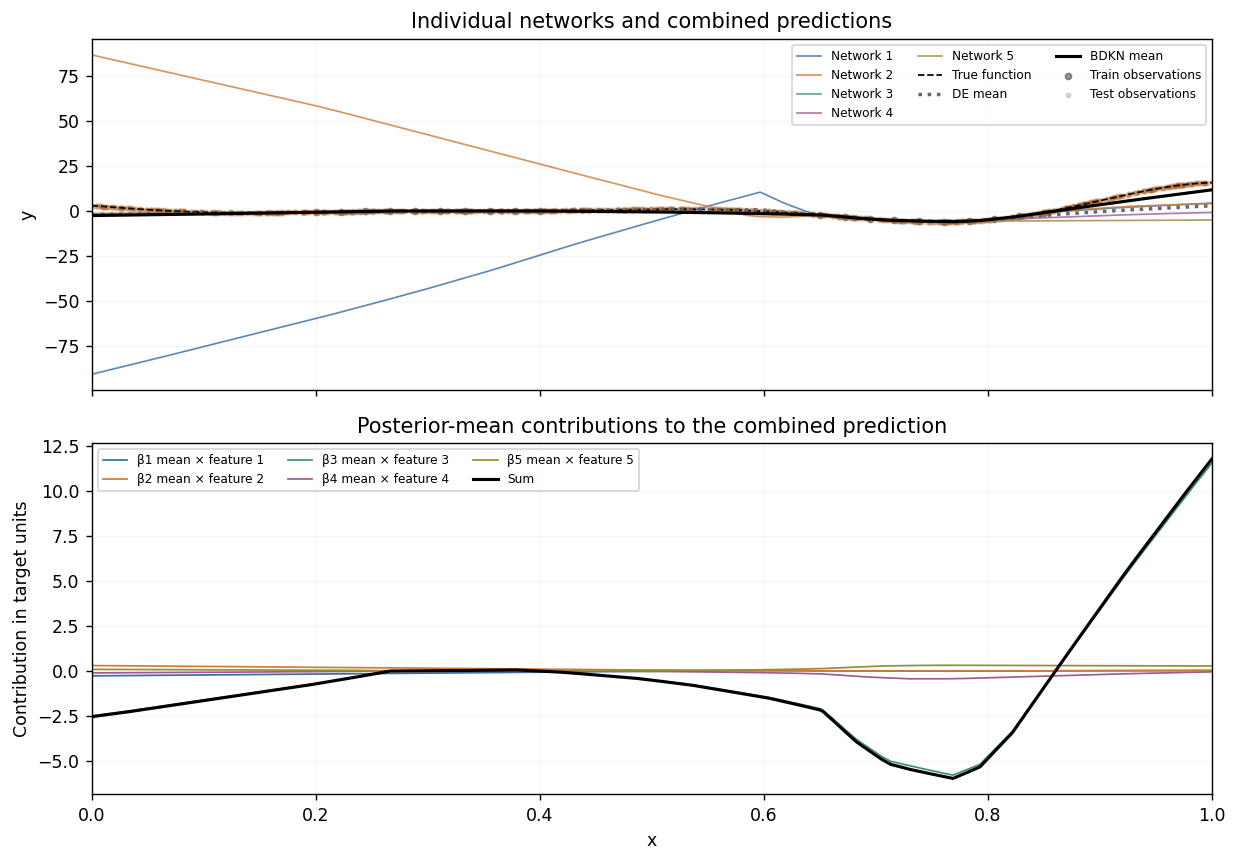 Individual networks and combined predictions
Network 1
Network 2
Network 3
Network 4
Network 5
True function
DE mean
BDKN mean
Train observations
Test observations
75
50
25
0
−25
−50
−75
y
Posterior-mean contributions to the combined prediction
β1 mean × feature 1
β2 mean × feature 2
β3 mean × feature 3
β4 mean × feature 4
β5 mean × feature 5
Sum
12.5
10.0
7.5
5.0
2.5
0.0
−2.5
−5.0
Contribution in target units
0.0 0.2 0.4 0.6 0.8 1.0
x